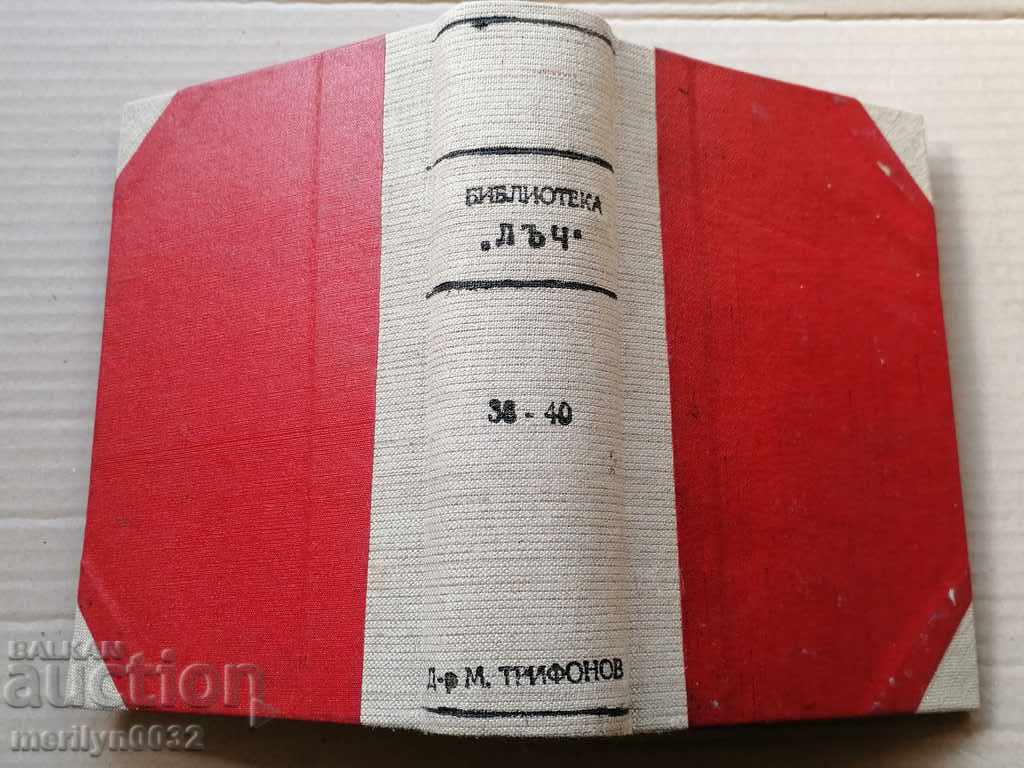 БИБЛИОТЕКА
„ЛЪЧ“
38 - 40
Д-р М. ТРИФОНОВ
BALKAN
auction
merilyn0032